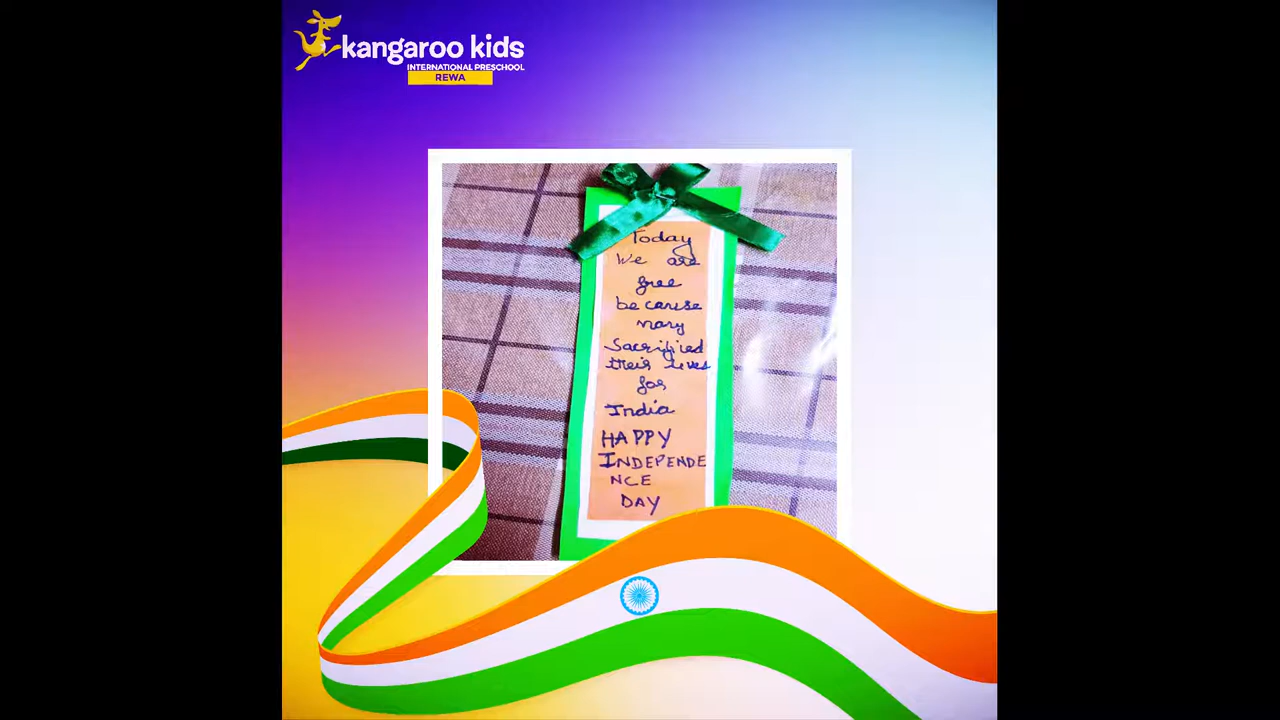 kangaroo kids
INTERNATIONAL PRESCHOOL
REWA
Today
We are
free
because
many
Sacrificed
their lives
for
India
HAPPY
INDEPENDE
NCE
DAY